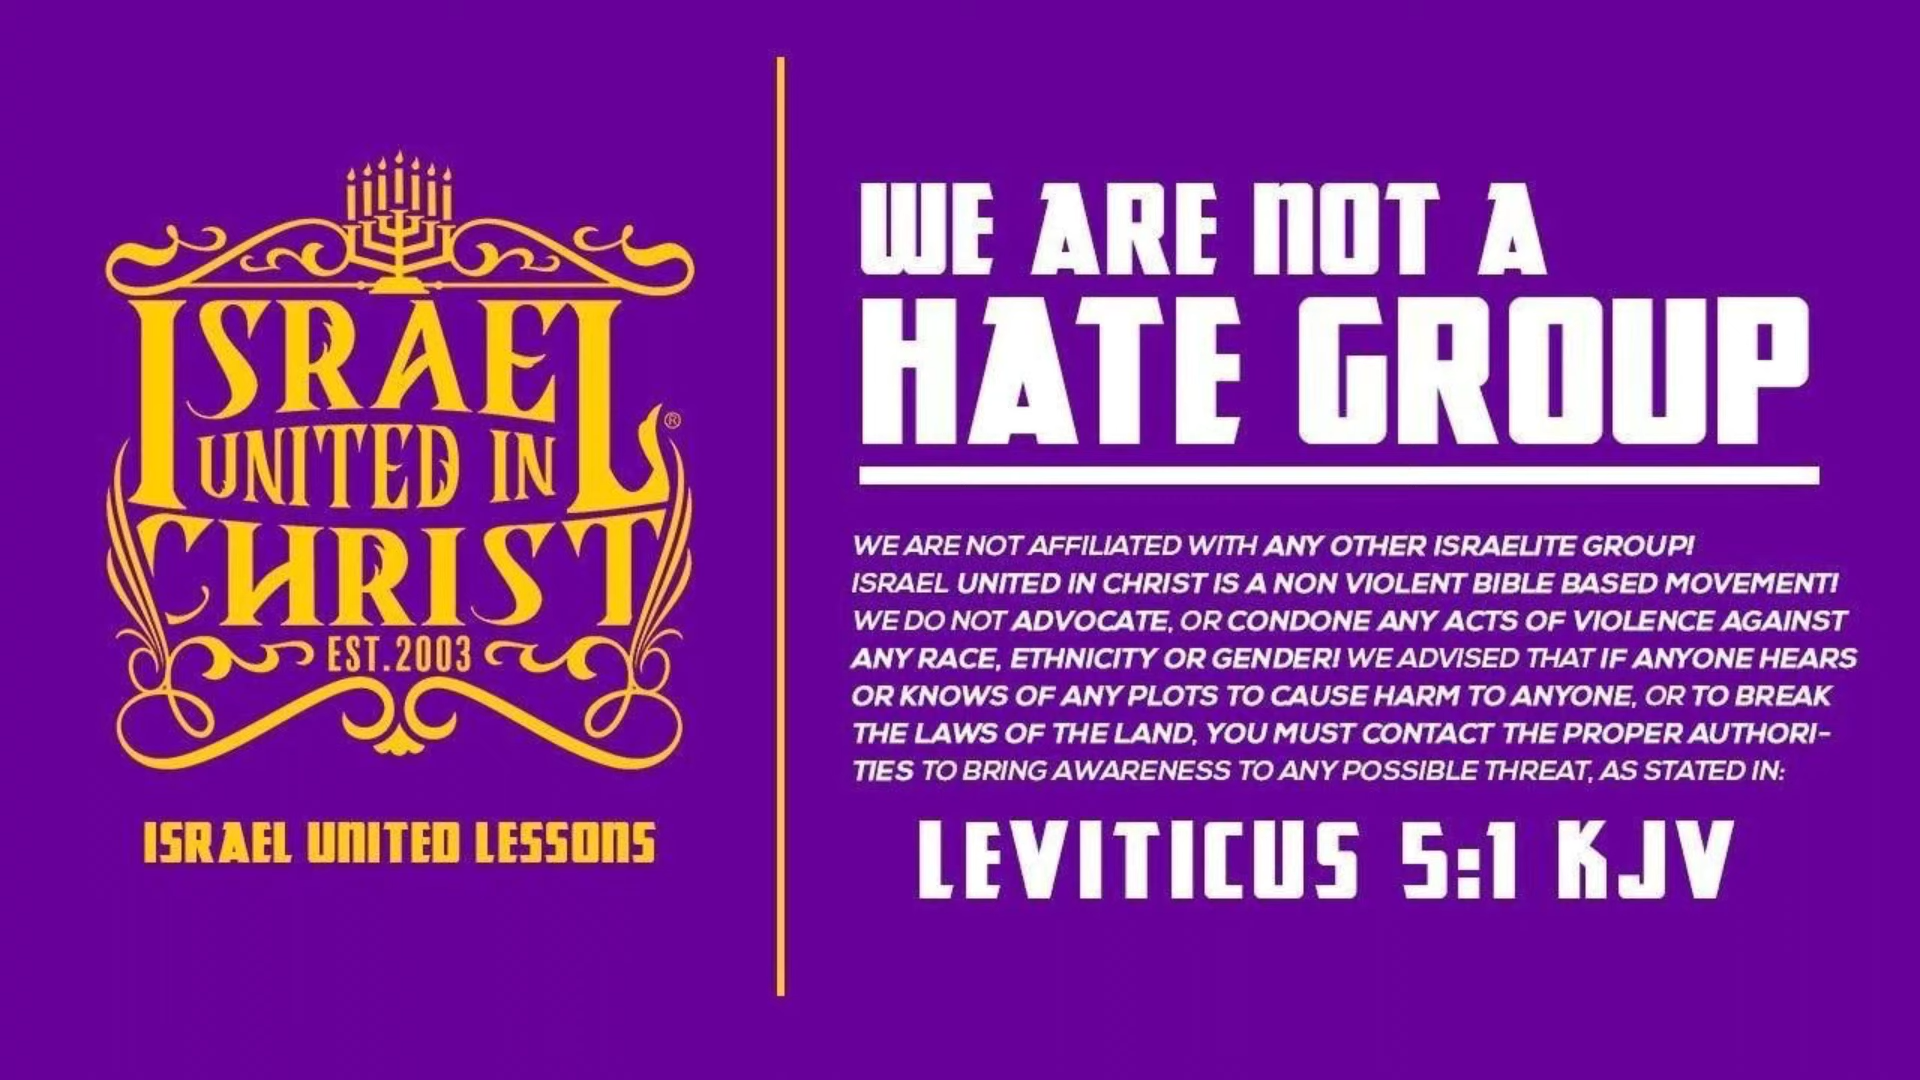 ISRAEL
UNITED IN
CHRIST
®
EST.2003
ISRAEL UNITED LESSONS
WE ARE NOT A
HATE GROUP
WE ARE NOT AFFILIATED WITH ANY OTHER ISRAELITE GROUP!
ISRAEL UNITED IN CHRIST IS A NON VIOLENT BIBLE BASED MOVEMENT!
WE DO NOT ADVOCATE, OR CONDONE ANY ACTS OF VIOLENCE AGAINST
ANY RACE, ETHNICITY OR GENDER! WE ADVISED THAT IF ANYONE HEARS
OR KNOWS OF ANY PLOTS TO CAUSE HARM TO ANYONE, OR TO BREAK
THE LAWS OF THE LAND, YOU MUST CONTACT THE PROPER AUTHORI-
TIES TO BRING AWARENESS TO ANY POSSIBLE THREAT, AS STATED IN:
LEVITICUS 5:1 KJV